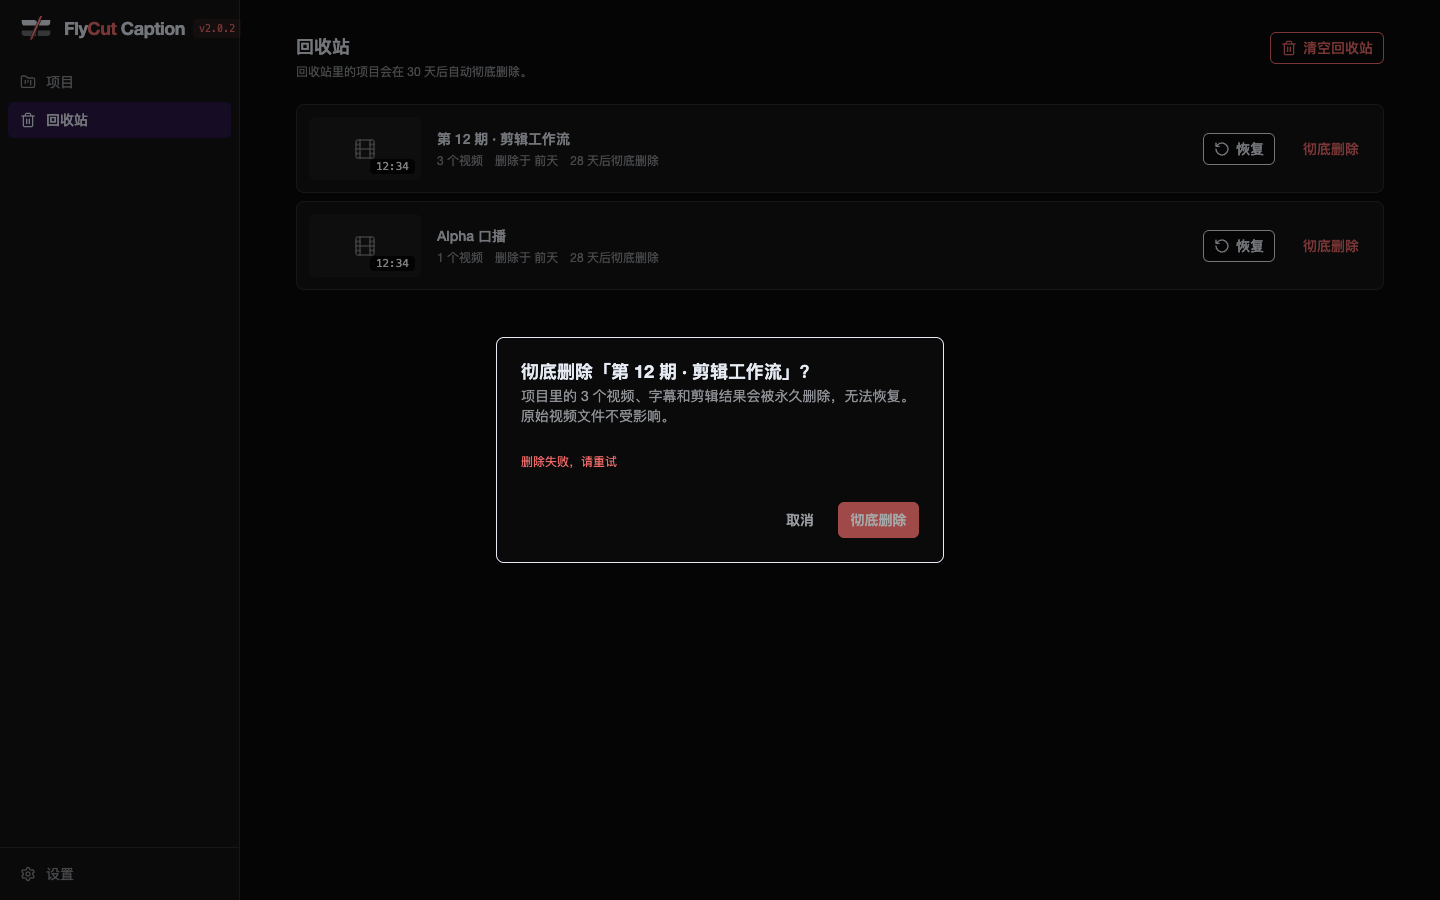 FlyCut Caption v2.0.2
项目
回收站
设置
回收站
回收站里的项目会在 30 天后自动彻底删除。
清空回收站
12:34
第 12 期 · 剪辑工作流
3 个视频 删除于 前天 28 天后彻底删除
恢复
彻底删除
12:34
Alpha 口播
1 个视频 删除于 前天 28 天后彻底删除
恢复
彻底删除
彻底删除「第 12 期 · 剪辑工作流」?
项目里的 3 个视频、字幕和剪辑结果会被永久删除，无法恢复。
原始视频文件不受影响。
删除失败，请重试
取消
彻底删除